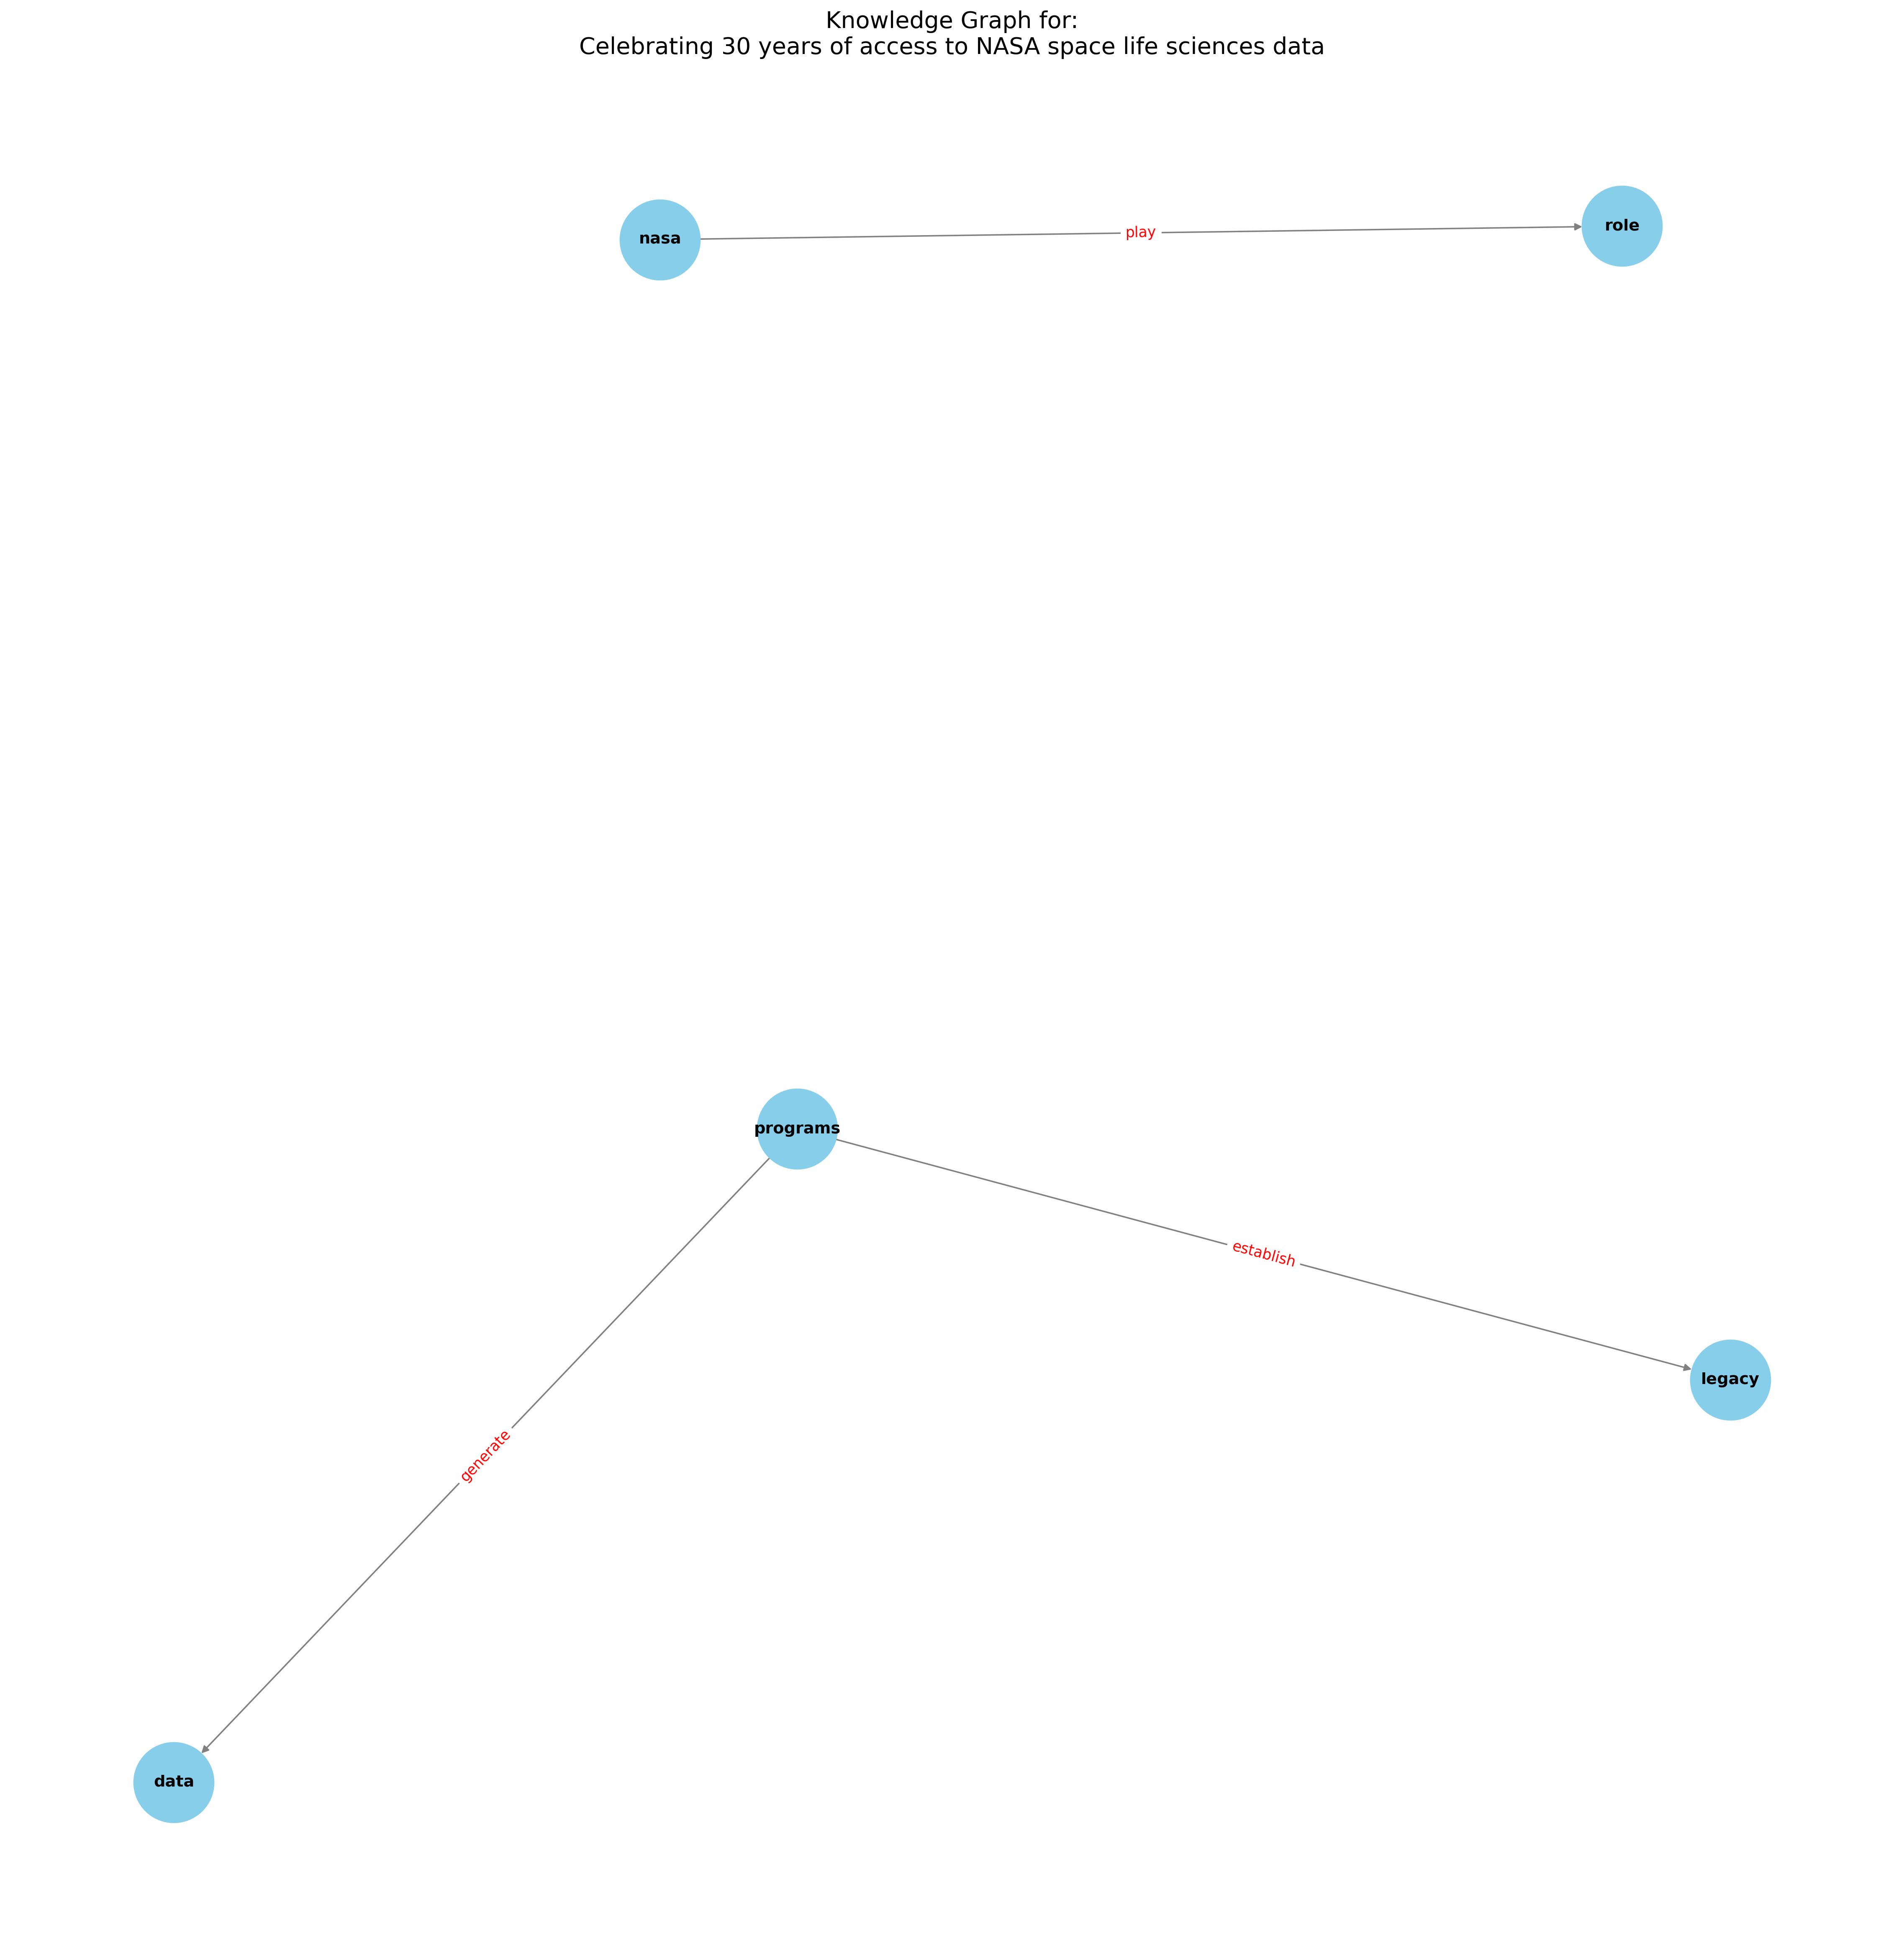 Knowledge Graph for:
Celebrating 30 years of access to NASA space life sciences data
nasa
play
role
programs
establish
legacy
generate
data